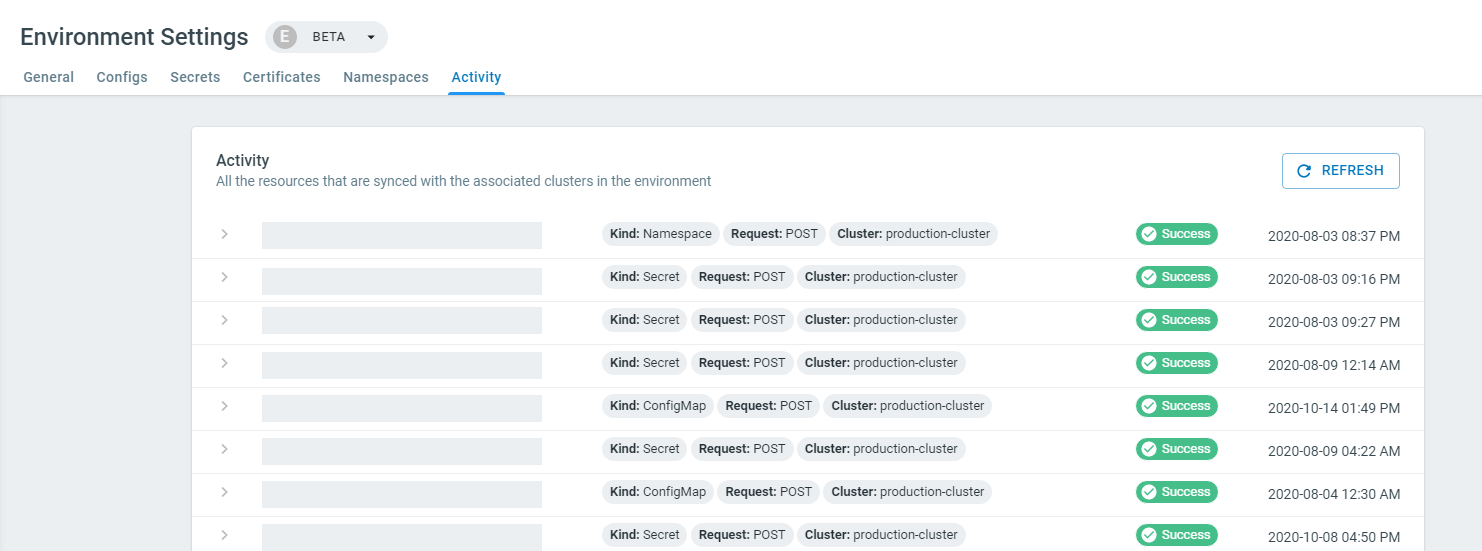 Environment Settings E BETA
General Configs Secrets Certificates Namespaces Activity
Activity
All the resources that are synced with the associated clusters in the environment
REFRESH
Kind: Namespace Request: POST Cluster: production-cluster Success 2020-08-03 08:37 PM
Kind: Secret Request: POST Cluster: production-cluster Success 2020-08-03 09:16 PM
Kind: Secret Request: POST Cluster: production-cluster Success 2020-08-03 09:27 PM
Kind: Secret Request: POST Cluster: production-cluster Success 2020-08-09 12:14 AM
Kind: ConfigMap Request: POST Cluster: production-cluster Success 2020-10-14 01:49 PM
Kind: Secret Request: POST Cluster: production-cluster Success 2020-08-09 04:22 AM
Kind: ConfigMap Request: POST Cluster: production-cluster Success 2020-08-04 12:30 AM
Kind: Secret Request: POST Cluster: production-cluster Success 2020-10-08 04:50 PM